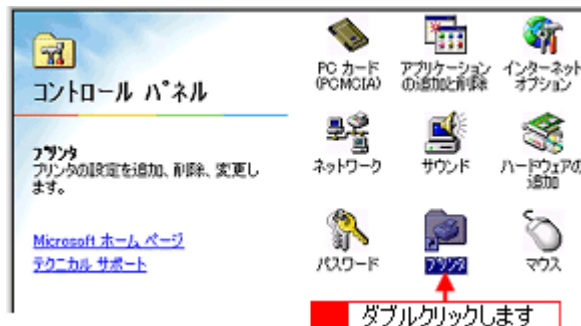 コントロール パネル
プリンタ
プリンタの設定を追加、削除、変更し
ます。
Microsoft ホーム ページ
テクニカル サポート
PC カード
(PCMCIA)
アプリケーション
の追加と削除
インターネット
オプション
ネットワーク
サウンド
ハードウェアの
追加
パスワード
プリンタ
マウス
ダブルクリックします